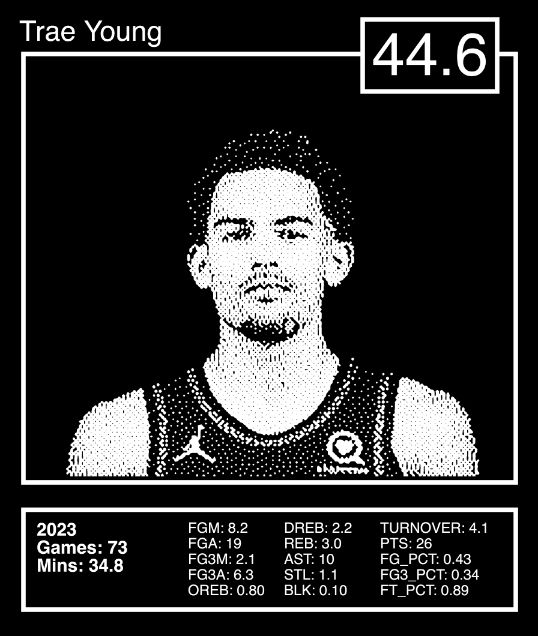 Trae Young
44.6
2023
Games: 73
Mins: 34.8
FGM: 8.2
FGA: 19
FG3M: 2.1
FG3A: 6.3
OREB: 0.80
DREB: 2.2
REB: 3.0
AST: 10
STL: 1.1
BLK: 0.10
TURNOVER: 4.1
PTS: 26
FG_PCT: 0.43
FG3_PCT: 0.34
FT_PCT: 0.89